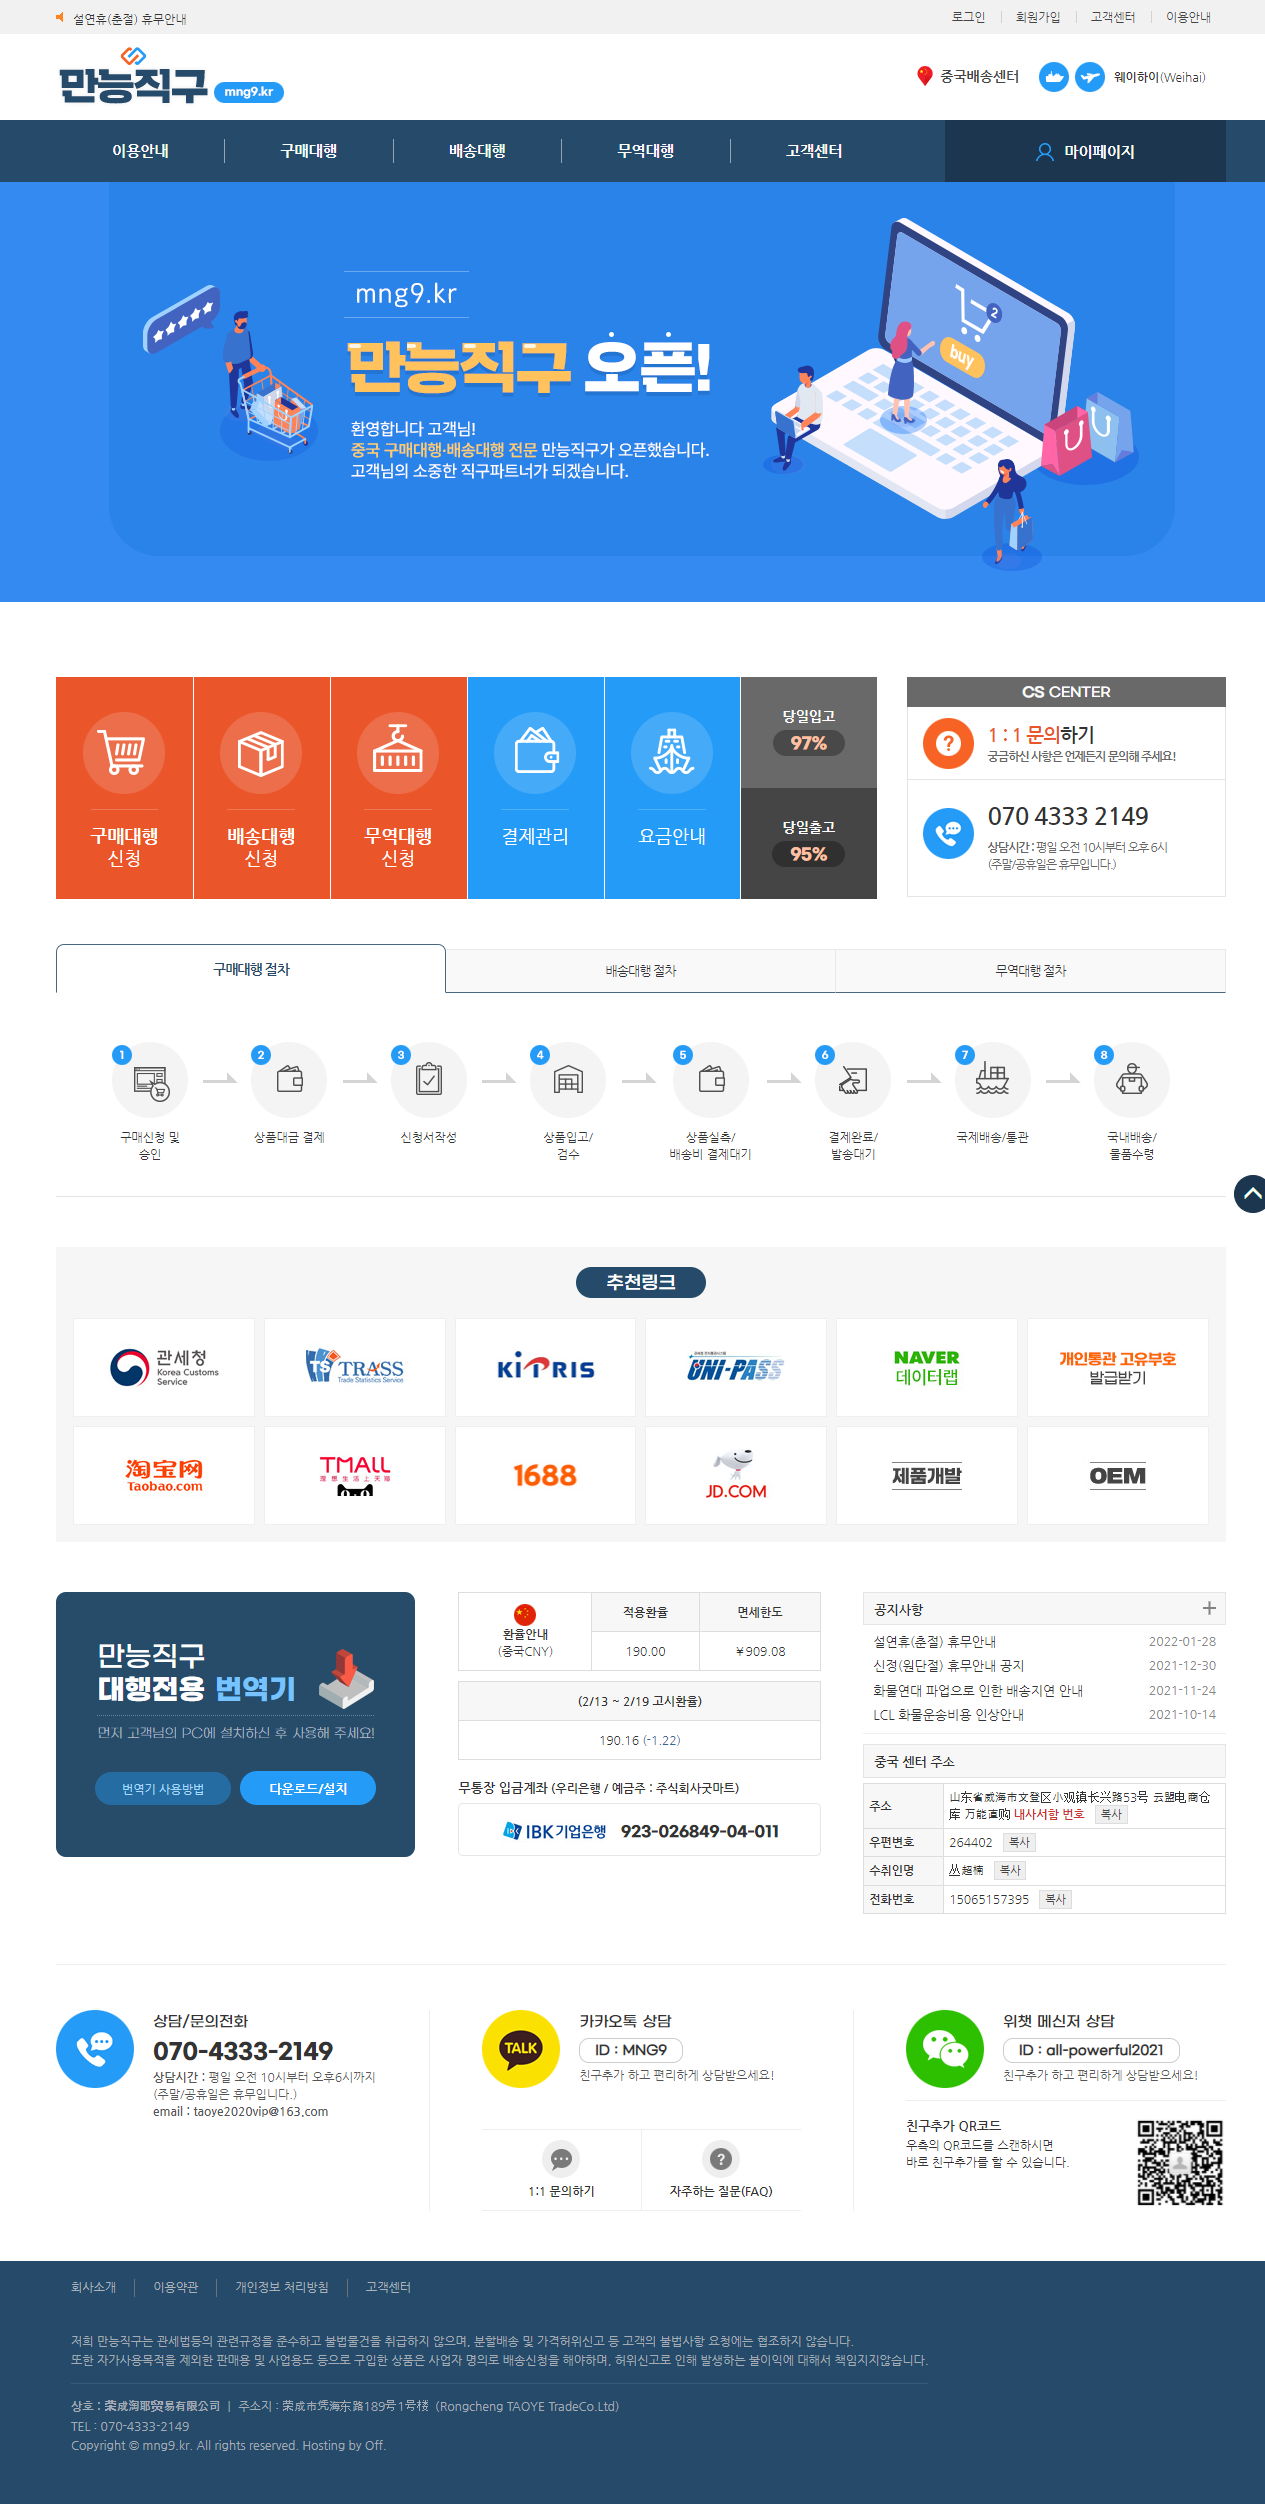 설연휴(춘절) 휴무안내
로그인
회원가입
고객센터
이용안내
만능직구 mng9.kr
중국배송센터
웨이하이(Weihai)
이용안내
구매대행
배송대행
무역대행
고객센터
마이페이지
mng9.kr
만능직구 오픈!
환영합니다 고객님!
중국 구매대행·배송대행 전문 만능직구가 오픈했습니다.
고객님의 소중한 직구파트너가 되겠습니다.
2
buy
구매대행
신청
배송대행
신청
무역대행
신청
결제관리
요금안내
당일입고
97%
당일출고
95%
CS CENTER
1 : 1 문의하기
궁금하신 사항은 언제든지 문의해 주세요!
070 4333 2149
상담시간 : 평일 오전 10시부터 오후 6시
(주말/공휴일은 휴무입니다.)
구매대행 절차
배송대행 절차
무역대행 절차
1
2
3
4
5
6
7
8
구매신청 및
승인
상품대금 결제
신청서작성
상품입고/
검수
상품실측/
배송비 결제대기
결제완료/
발송대기
국제배송/통관
국내배송/
물품수령
추천링크
관세청
Korea Customs
Service
TS TRASS
Trade Statistics Service
KIPRIS
UNI-PASS
NAVER
데이터랩
개인통관 고유부호
발급받기
淘宝网
Taobao.com
TMALL
理想生活上天猫
1688
JD.COM
제품개발
OEM
만능직구
대행전용 번역기
먼저 고객님의 PC에 설치하신 후 사용해 주세요!
번역기 사용방법
다운로드/설치
환율안내
(중국CNY)
적용환율
면세한도
190.00
￥909.08
(2/13 ~ 2/19 고시환율)
190.16 (-1.22)
무통장 입금계좌 (우리은행 / 예금주 : 주식회사굿마트)
IBK기업은행 923-026849-04-011
공지사항
설연휴(춘절) 휴무안내 2022-01-28
신정(원단절) 휴무안내 공지 2021-12-30
화물연대 파업으로 인한 배송지연 안내 2021-11-24
LCL 화물운송비용 인상안내 2021-10-14
중국 센터 주소
주소
山东省威海市文登区小观镇长兴路53号 云盟电商仓
库 万能直购 내사서함 번호 복사
우편번호 264402 복사
수취인명 丛超楠 복사
전화번호 15065157395 복사
상담/문의전화
070-4333-2149
상담시간 : 평일 오전 10시부터 오후6시까지
(주말/공휴일은 휴무입니다.)
email : taoye2020vip@163.com
TALK
카카오톡 상담
ID : MNG9
친구추가 하고 편리하게 상담받으세요!
1:1 문의하기
자주하는 질문(FAQ)
위챗 메신저 상담
ID : all-powerful2021
친구추가 하고 편리하게 상담받으세요!
친구추가 QR코드
우측의 QR코드를 스캔하시면
바로 친구추가를 할 수 있습니다.
회사소개
이용약관
개인정보 처리방침
고객센터
저희 만능직구는 관세법등의 관련규정을 준수하고 불법물건을 취급하지 않으며, 분할배송 및 가격허위신고 등 고객의 불법사항 요청에는 협조하지 않습니다.
또한 자가사용목적을 제외한 판매용 및 사업용도 등으로 구입한 상품은 사업자 명의로 배송신청을 해야하며, 허위신고로 인해 발생하는 불이익에 대해서 책임지지않습니다.
상호 : 荣成淘耶贸易有限公司 | 주소지 : 荣成市凭海东路189号1号楼 (Rongcheng TAOYE TradeCo.Ltd)
TEL : 070-4333-2149
Copyright © mng9.kr. All rights reserved. Hosting by Off.